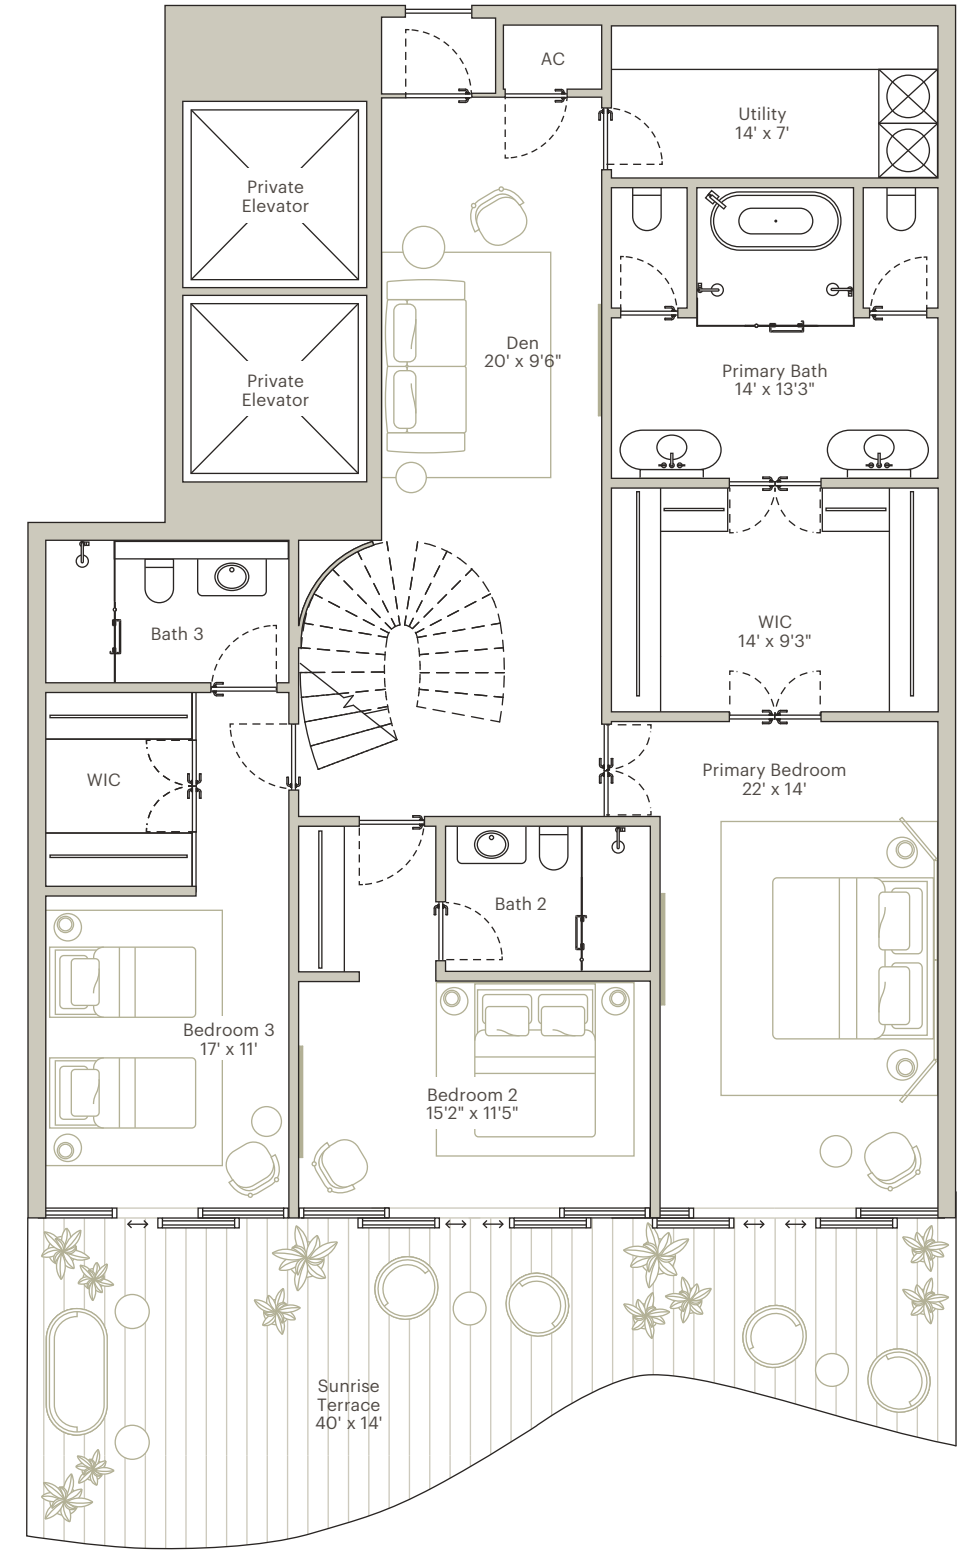 AC
Utility
14' x 7'
Private
Elevator
Private
Elevator
Den
20' x 9'6"
Primary Bath
14' x 13'3"
WIC
14' x 9'3"
Bath 3
WIC
Primary Bedroom
22' x 14'
Bath 2
Bedroom 3
17' x 11'
Bedroom 2
15'2" x 11'5"
Sunrise
Terrace
40' x 14'